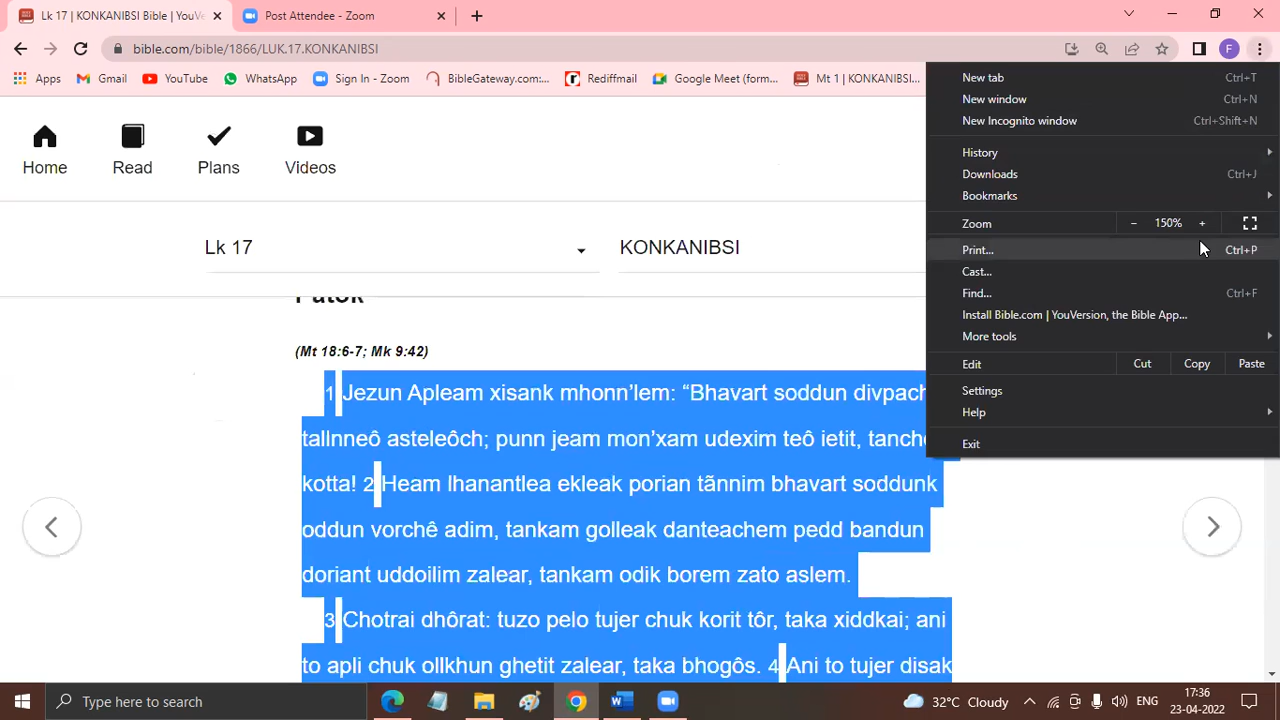 Lk 17 | KONKANIBSI Bible | YouVe
Post Attendee - Zoom
bible.com/bible/1866/LUK.17.KONKANIBSI
F
Apps
Gmail
YouTube
WhatsApp
Sign In - Zoom
BibleGateway.com:...
Rediffmail
Google Meet (form...
Mt 1 | KONKANIBS...
New tab Ctrl+T
New window Ctrl+N
New Incognito window Ctrl+Shift+N
History
Downloads Ctrl+J
Bookmarks
Zoom − 150% +
Print... Ctrl+P
Cast...
Find... Ctrl+F
Install Bible.com | YouVersion, the Bible App...
More tools
Edit Cut Copy Paste
Settings
Help
Exit
Home
Read
Plans
Videos
Lk 17
KONKANIBSI
Patok
(Mt 18:6-7; Mk 9:42)
1 Jezun Apleam xisank mhonn’lem: “Bhavart soddun divpach
tallnneô asteleôch; punn jeam mon’xam udexim teô ietit, tanche
kotta! 2 Heam lhanantlea ekleak porian tãnnim bhavart soddunk
oddun vorchê adim, tankam golleak danteachem pedd bandun
doriant uddoilim zalear, tankam odik borem zato aslem.
3 Chotrai dhôrat: tuzo pelo tujer chuk korit tôr, taka xiddkai; ani
to apli chuk ollkhun ghetit zalear, taka bhogôs. 4 Ani to tujer disak
Type here to search
32°C Cloudy
ENG
17:36
23-04-2022